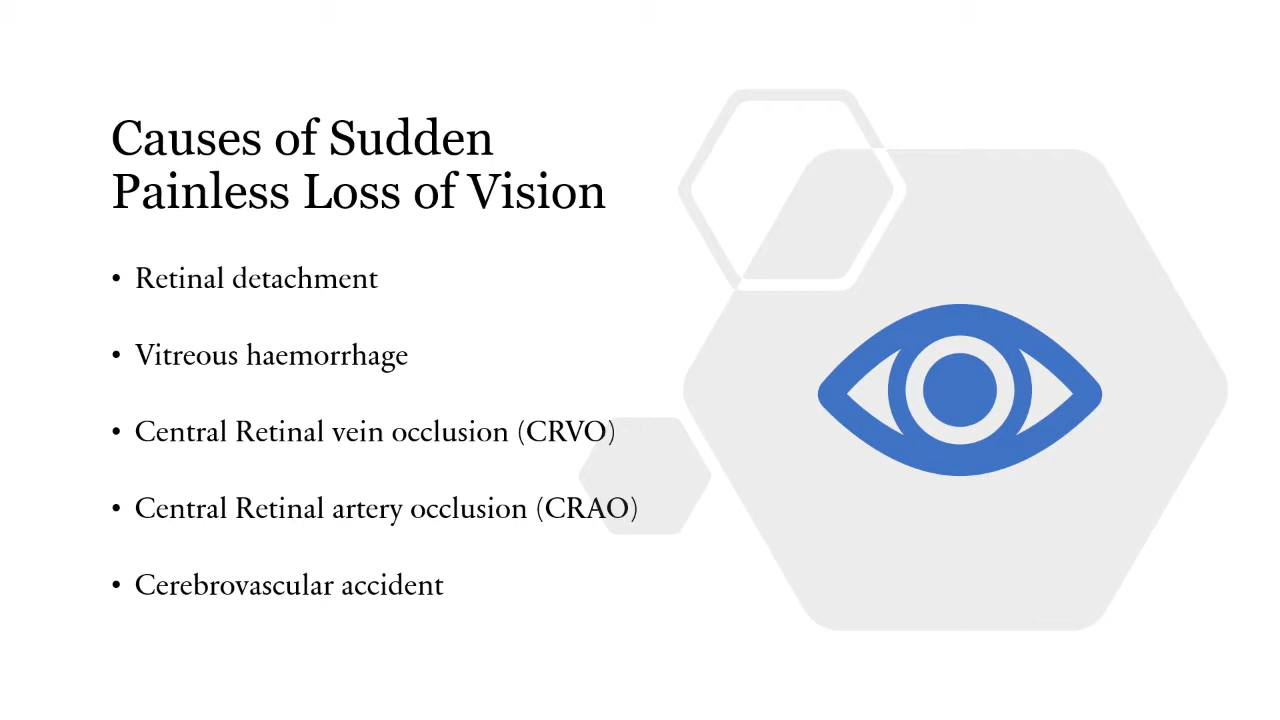 Causes of Sudden
Painless Loss of Vision
• Retinal detachment
• Vitreous haemorrhage
• Central Retinal vein occlusion (CRVO)
• Central Retinal artery occlusion (CRAO)
• Cerebrovascular accident